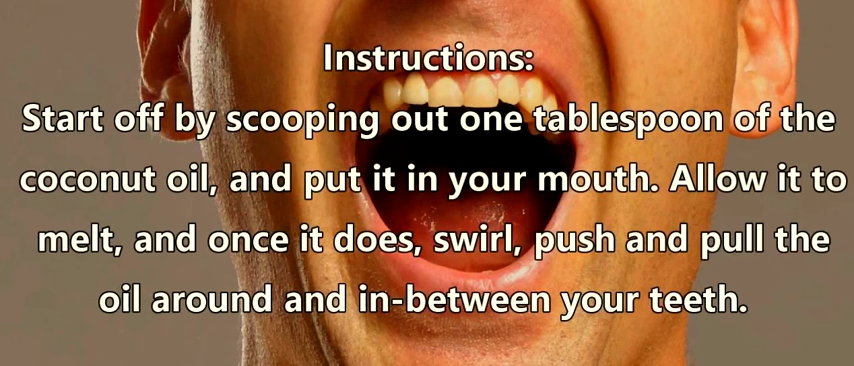 Instructions:
Start off by scooping out one tablespoon of the
coconut oil, and put it in your mouth. Allow it to
melt, and once it does, swirl, push and pull the
oil around and in-between your teeth.